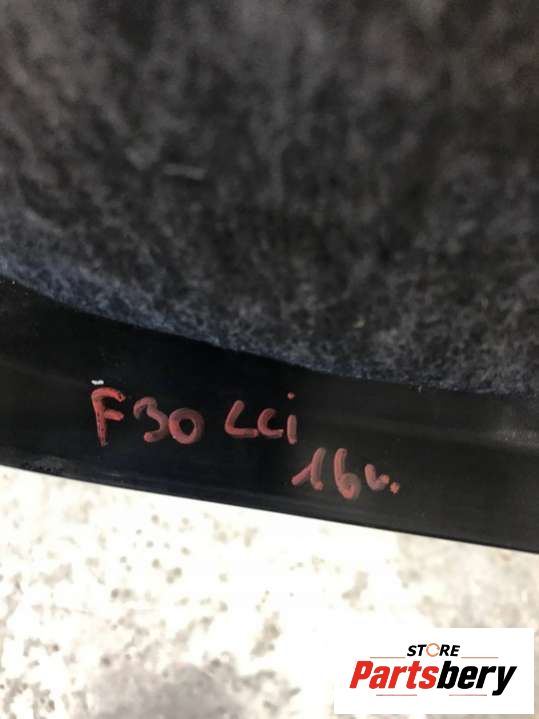 F30 LCi
16v.
STORE
Partsbery